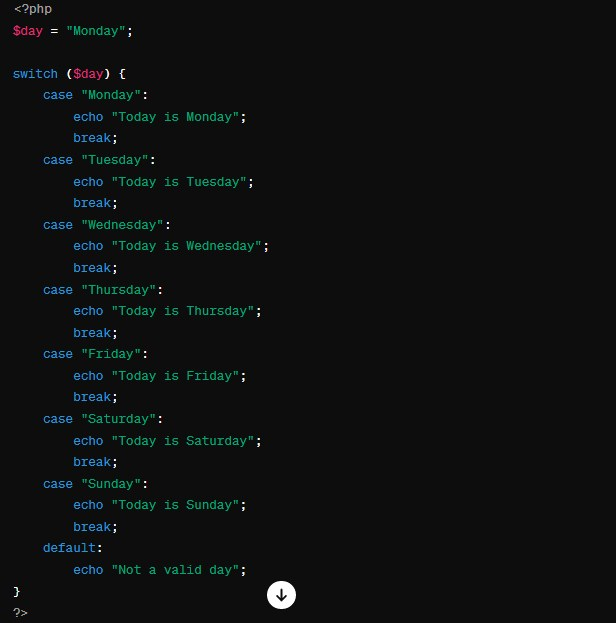 <?php
$day = "Monday";

switch ($day) {
    case "Monday":
        echo "Today is Monday";
        break;
    case "Tuesday":
        echo "Today is Tuesday";
        break;
    case "Wednesday":
        echo "Today is Wednesday";
        break;
    case "Thursday":
        echo "Today is Thursday";
        break;
    case "Friday":
        echo "Today is Friday";
        break;
    case "Saturday":
        echo "Today is Saturday";
        break;
    case "Sunday":
        echo "Today is Sunday";
        break;
    default:
        echo "Not a valid day";
}
?>